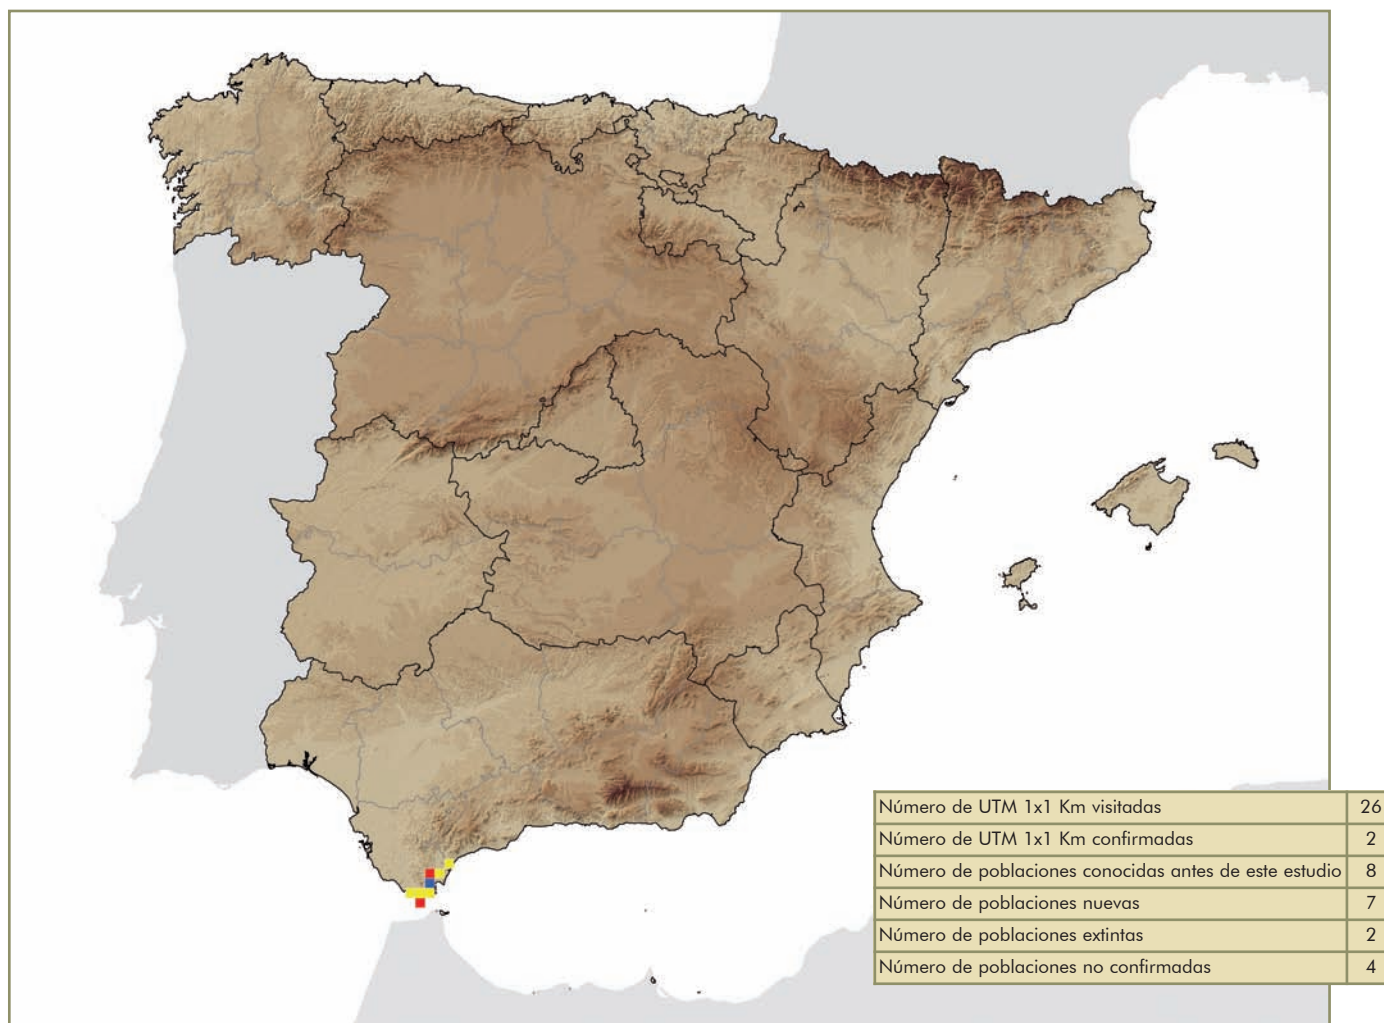 Número de UTM 1x1 Km visitadas 26
Número de UTM 1x1 Km confirmadas 2
Número de poblaciones conocidas antes de este estudio 8
Número de poblaciones nuevas 7
Número de poblaciones extintas 2
Número de poblaciones no confirmadas 4